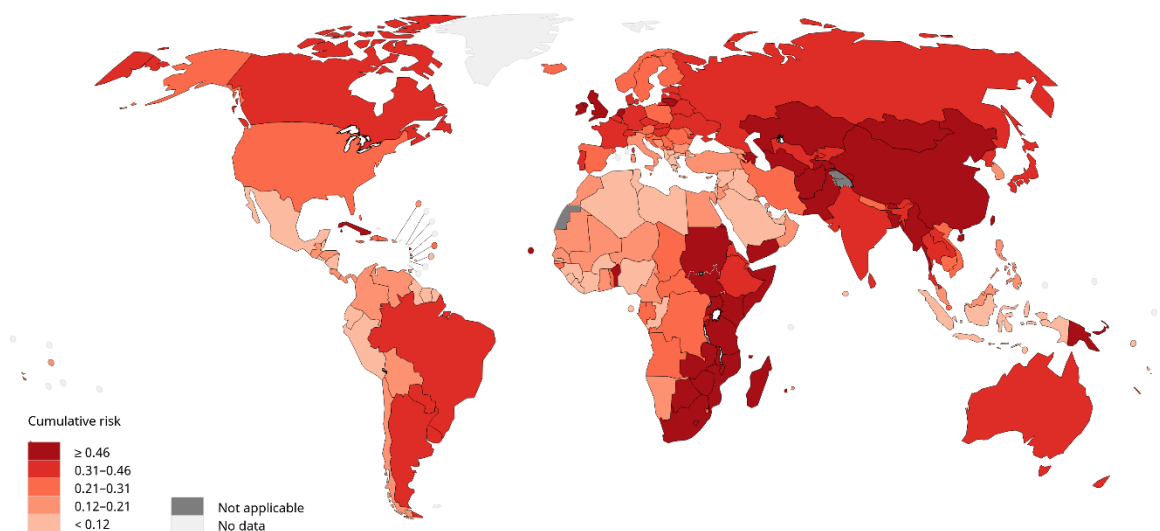 Cumulative risk
≥ 0.46
0.31–0.46
0.21–0.31
0.12–0.21
< 0.12
Not applicable
No data